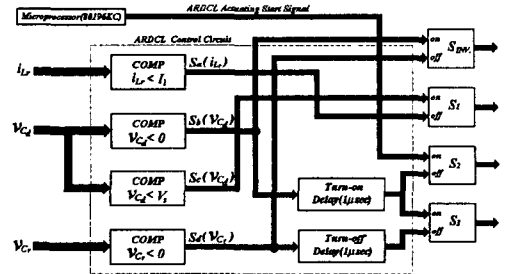 ARDCL Actuating Start Signal
Microprocessor(80196KC)
ARDCL Control Circuit
on
S_INV.
off
i_Lr
COMP
i_Lr < I_1
S_a(i_Lr)
on
S_1
off
V_Cd
COMP
V_Cd < 0
S_b(V_Cd)
on
S_2
off
COMP
V_Cd < V_s
S_c(V_Cd)
Turn-on
Delay(1μsec)
on
off
V_Cr
COMP
V_Cr < 0
S_d(V_Cr)
Turn-off
Delay(1μsec)